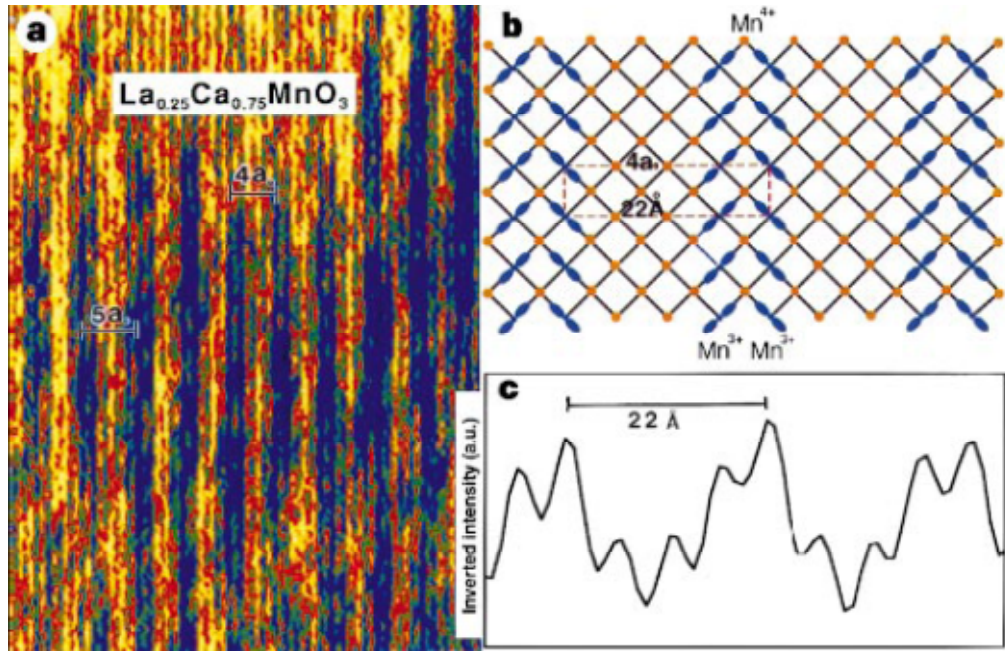 a
La0.25Ca0.75MnO3
4a
5a
b
Mn4+
4a
22Å
Mn3+ Mn3+
c
22 Å
Inverted intensity (a.u.)